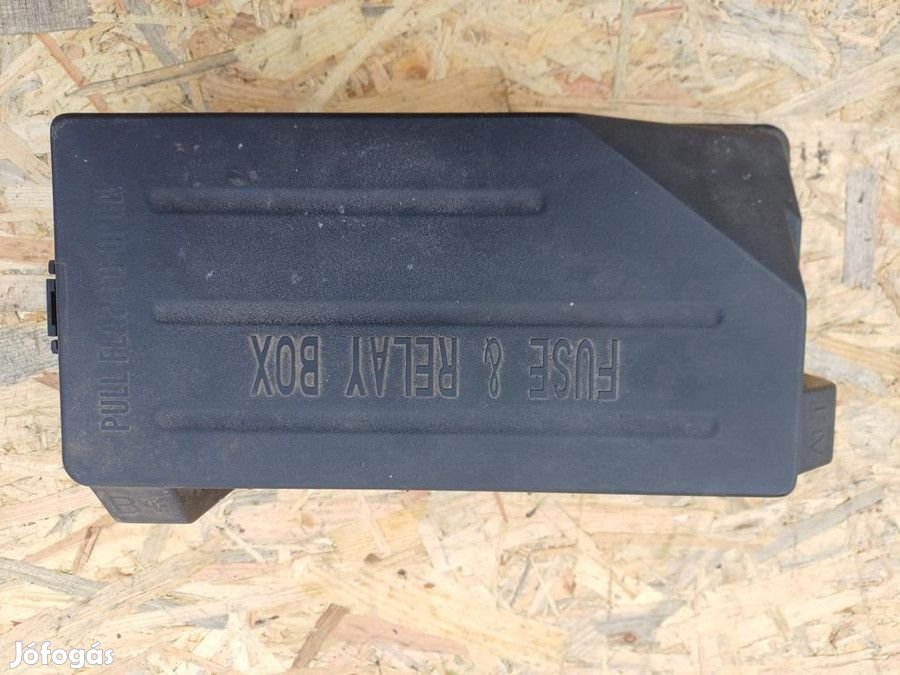 FUSE & RELAY BOX
PULL FLAP TO OPEN
Jófogás